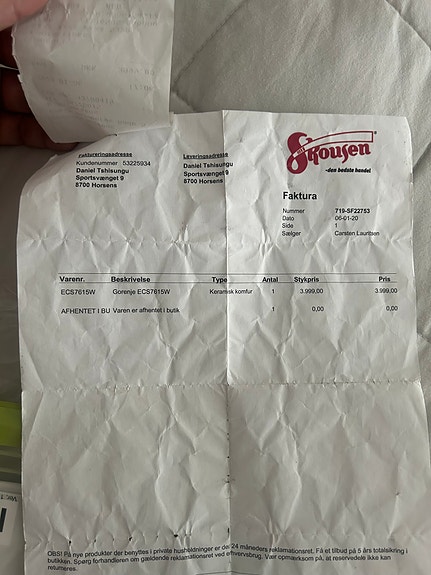 Skousen
-den bedste handel
Faktureringsadresse
Kundenummer 53225934
Daniel Tshisungu
Sportsvænget 9
8700 Horsens
Leveringsadresse
Daniel Tshisungu
Sportsvænget 9
8700 Horsens
Faktura
Nummer 719-SF22753
Dato 06-01-20
Side 1
Sælger Carsten Lauritsen
Varenr. Beskrivelse Type Antal Stykpris Pris
ECS7615W Gorenje ECS7615W Keramisk komfur 1 3.999,00 3.999,00
AFHENTET I BU Varen er afhentet i butik 1 0,00 0,00
OBS! På nye produkter der benyttes i private husholdninger er der 24 måneders reklamationsret. Få et tilbud på 5 års totalsikring i
butikken. Spørg forhandleren om gældende reklamationsret ved erhvervsbrug. Vær opmærksom på, at reservedele ikke kan
returneres.